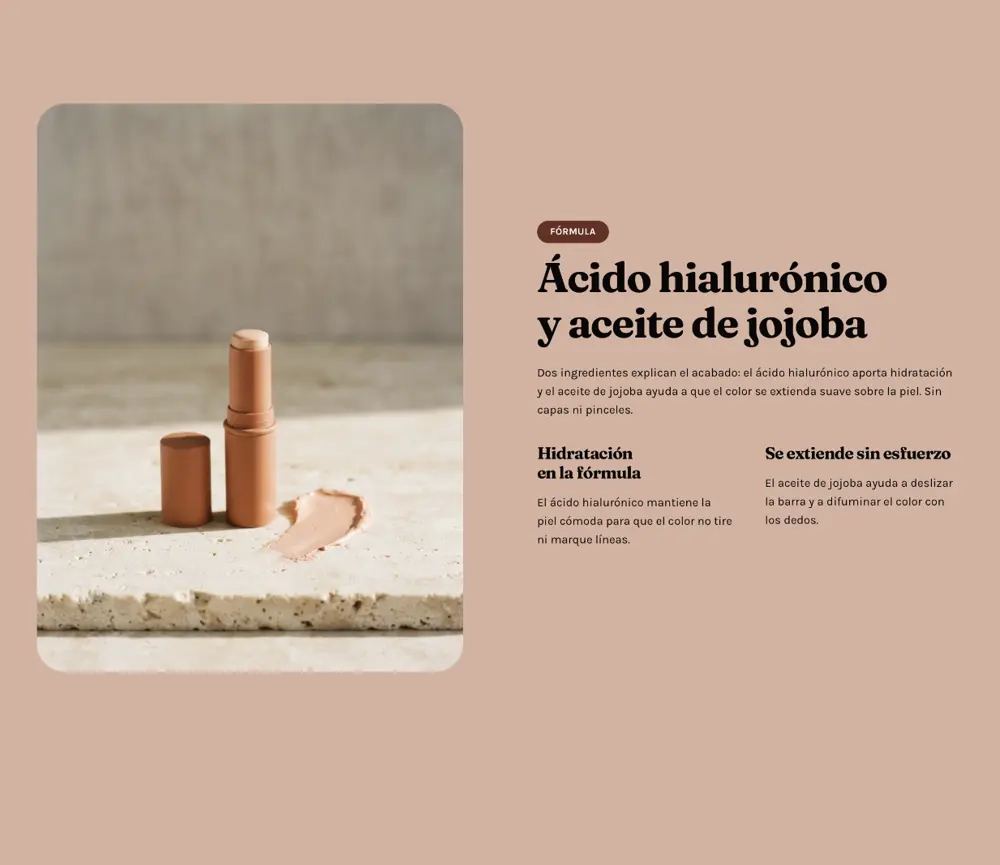 FÓRMULA
Ácido hialurónico
y aceite de jojoba
Dos ingredientes explican el acabado: el ácido hialurónico aporta hidratación
y el aceite de jojoba ayuda a que el color se extienda suave sobre la piel. Sin
capas ni pinceles.
Hidratación
en la fórmula
El ácido hialurónico mantiene la
piel cómoda para que el color no tire
ni marque líneas.
Se extiende sin esfuerzo
El aceite de jojoba ayuda a deslizar
la barra y a difuminar el color con
los dedos.